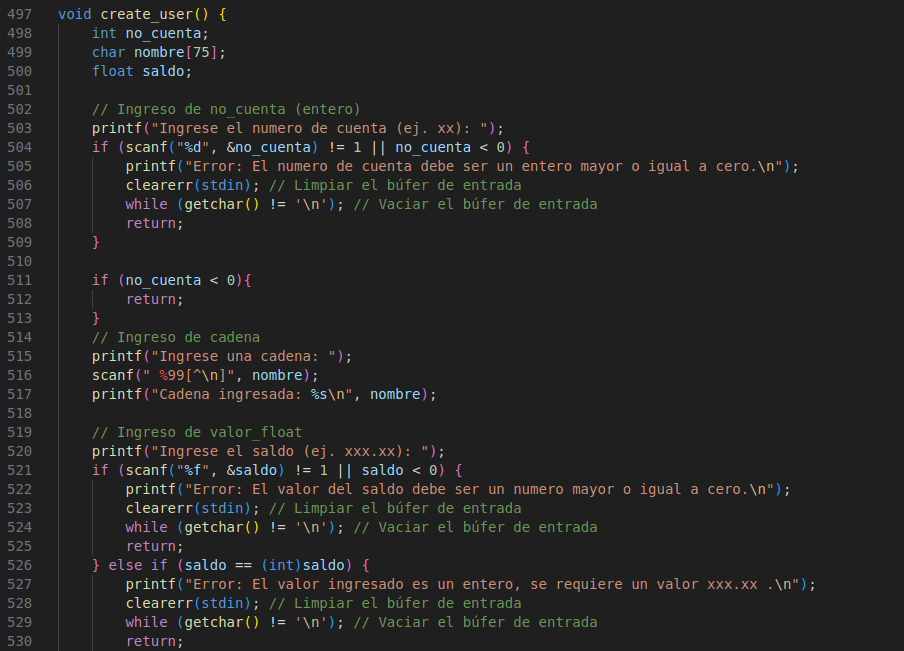 497 void create_user() {
498 int no_cuenta;
499 char nombre[75];
500 float saldo;
501
502 // Ingreso de no_cuenta (entero)
503 printf("Ingrese el numero de cuenta (ej. xx): ");
504 if (scanf("%d", &no_cuenta) != 1 || no_cuenta < 0) {
505 printf("Error: El numero de cuenta debe ser un entero mayor o igual a cero.\n");
506 clearerr(stdin); // Limpiar el búfer de entrada
507 while (getchar() != '\n'); // Vaciar el búfer de entrada
508 return;
509 }
510
511 if (no_cuenta < 0){
512 return;
513 }
514 // Ingreso de cadena
515 printf("Ingrese una cadena: ");
516 scanf(" %99[^\n]", nombre);
517 printf("Cadena ingresada: %s\n", nombre);
518
519 // Ingreso de valor_float
520 printf("Ingrese el saldo (ej. xxx.xx): ");
521 if (scanf("%f", &saldo) != 1 || saldo < 0) {
522 printf("Error: El valor del saldo debe ser un numero mayor o igual a cero.\n");
523 clearerr(stdin); // Limpiar el búfer de entrada
524 while (getchar() != '\n'); // Vaciar el búfer de entrada
525 return;
526 } else if (saldo == (int)saldo) {
527 printf("Error: El valor ingresado es un entero, se requiere un valor xxx.xx .\n");
528 clearerr(stdin); // Limpiar el búfer de entrada
529 while (getchar() != '\n'); // Vaciar el búfer de entrada
530 return;